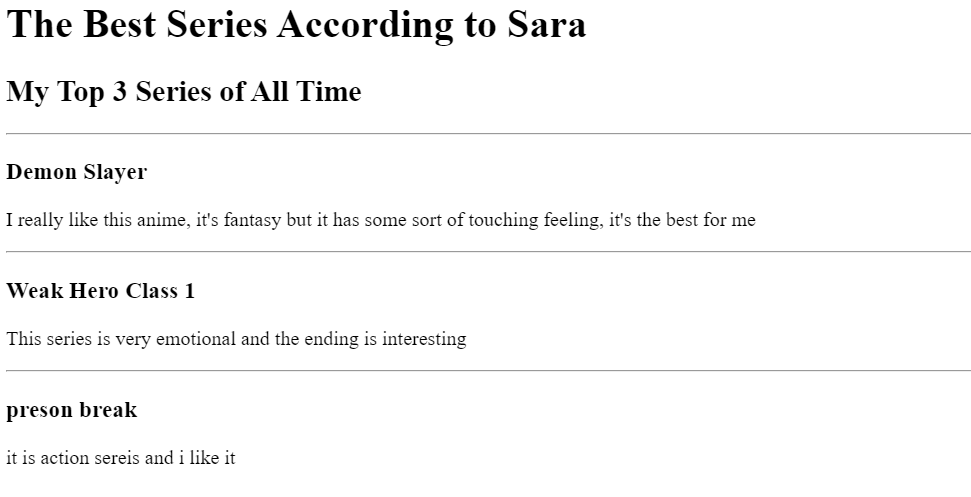 The Best Series According to Sara
My Top 3 Series of All Time
Demon Slayer
I really like this anime, it's fantasy but it has some sort of touching feeling, it's the best for me
Weak Hero Class 1
This series is very emotional and the ending is interesting
preson break
it is action sereis and i like it